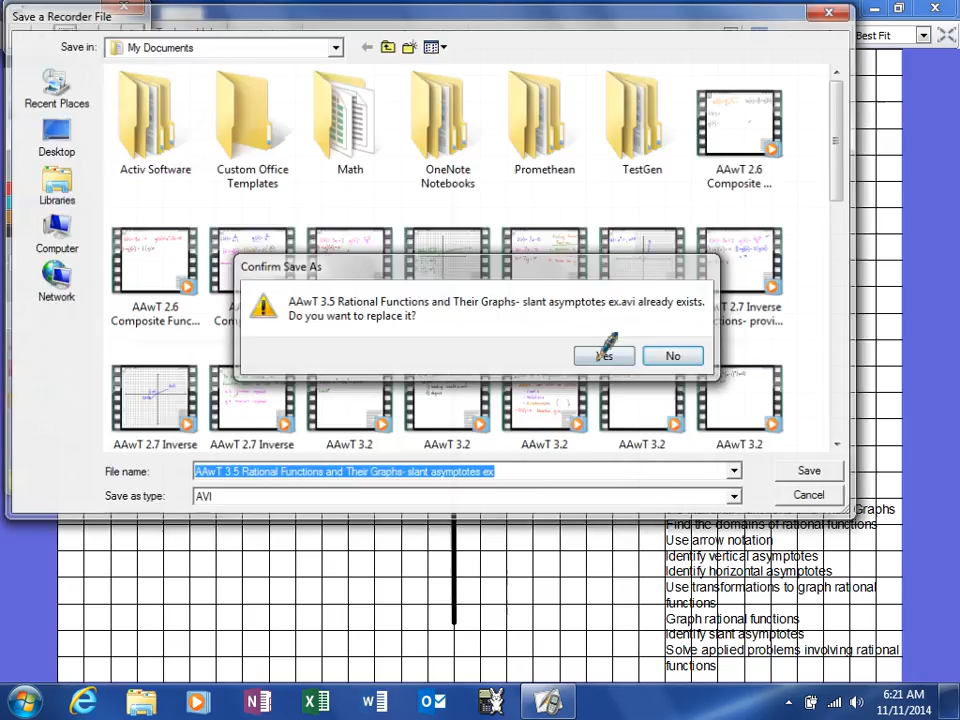 Save a Recorder File
Save in:
My Documents
Best Fit
Recent Places
Desktop
Libraries
Computer
Network
Activ Software
Custom Office
Templates
Math
OneNote
Notebooks
Promethean
TestGen
AAwT 2.6
Composite ...
AAwT 2.6
Composite Func...
AAwT 2.7 Inverse
AAwT 2.7 Inverse
AAwT 3.2
AAwT 3.2
AAwT 3.2
AAwT 3.2
AAwT 3.2
Confirm Save As
AAwT 3.5 Rational Functions and Their Graphs- slant asymptotes ex.avi already exists.
Do you want to replace it?
Yes
No
File name:
AAwT 3.5 Rational Functions and Their Graphs- slant asymptotes ex
Save
Save as type:
AVI
Cancel
Graphs
Find the domains of rational functions
Use arrow notation
Identify vertical asymptotes
Identify horizontal asymptotes
Use transformations to graph rational
functions
Graph rational functions
Identify slant asymptotes
Solve applied problems involving rational
functions
6:21 AM
11/11/2014